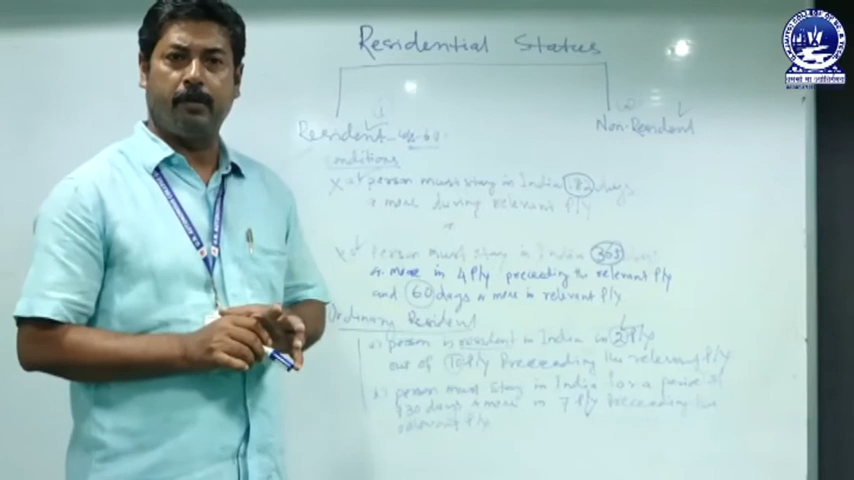 Residential Status
Resident
Non-Resident
conditions
a) person must stay in India 182 days
or more during relevant P/y
or
b) Person must stay in India 365 days
or more in 4 P/y preceding the relevant P/y
and 60 days or more in relevant P/y
Ordinary Resident
a) person is resident in India in 2 P/y
out of 10 P/y Preceeding the relevant P/y
person must stay in India for a period of
730 days or more in 7 P/y Preceeding the
relevant P/y